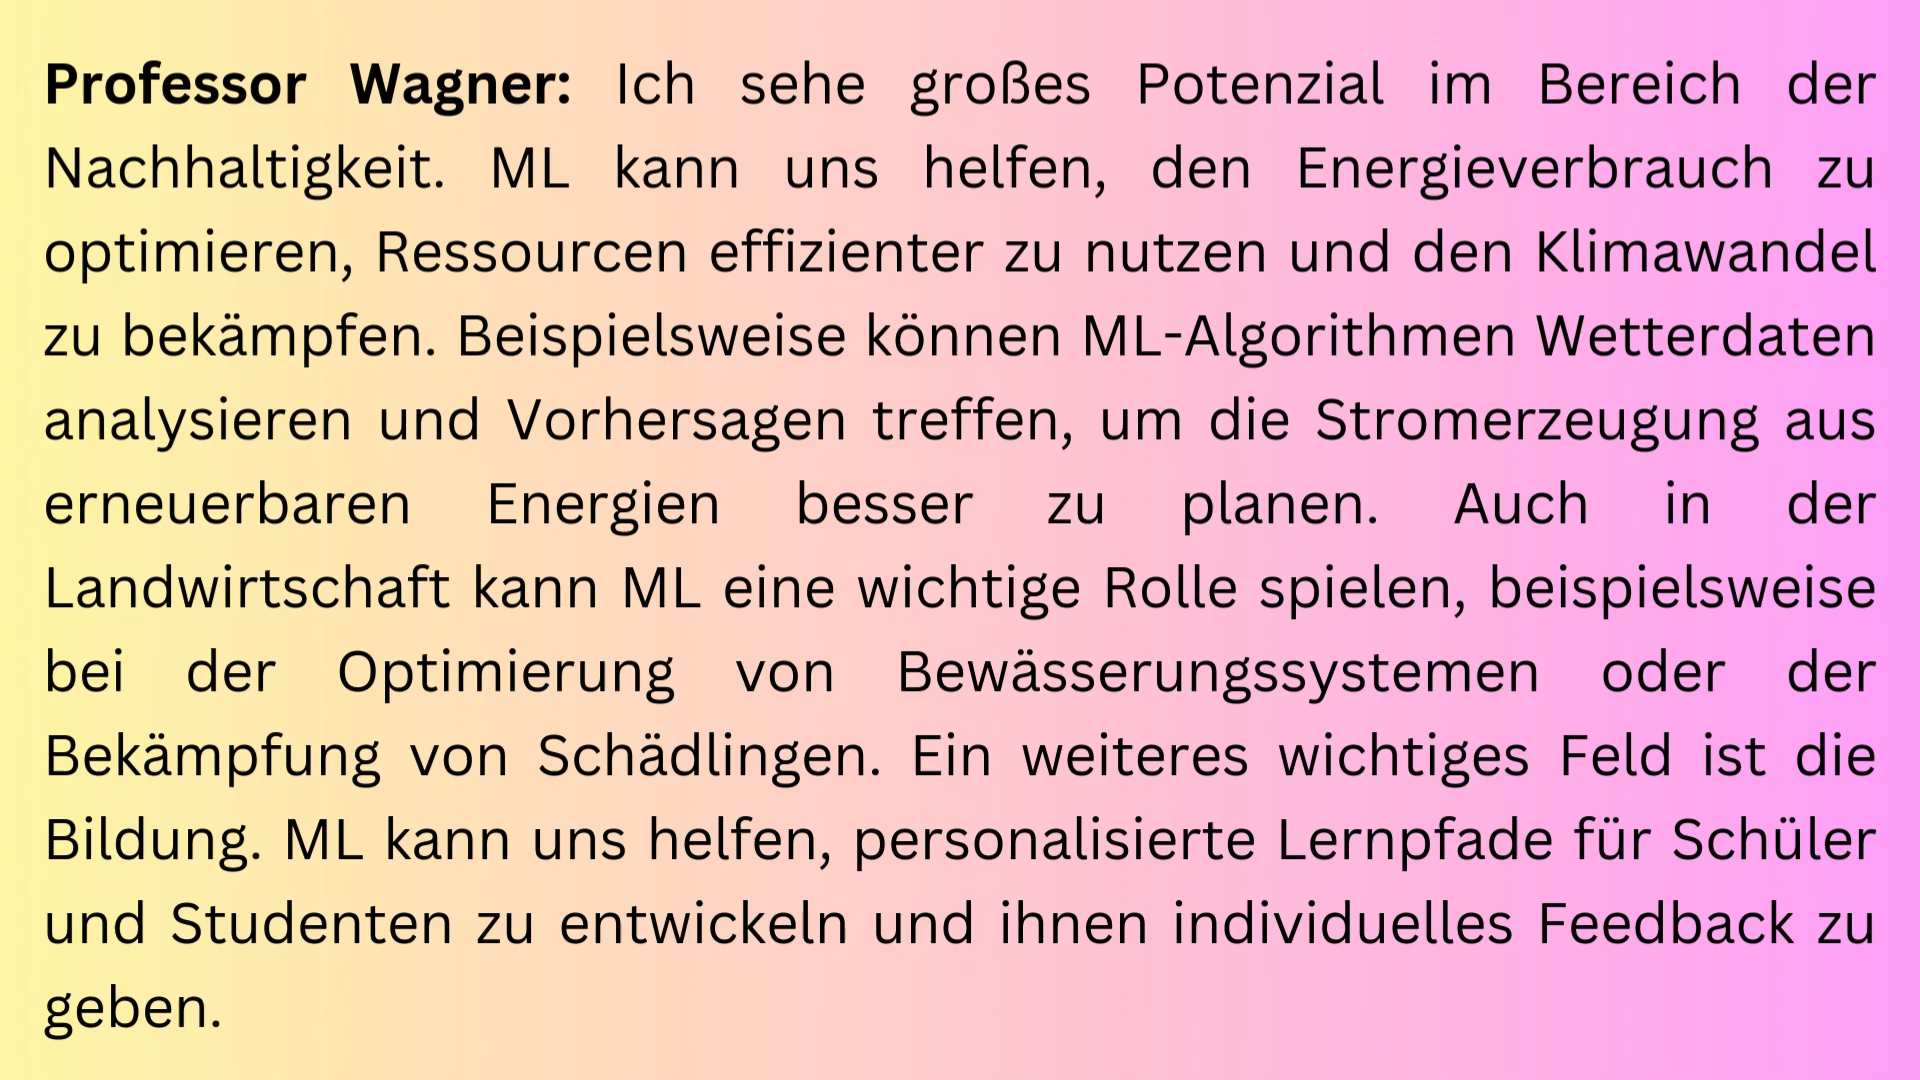 Professor Wagner: Ich sehe großes Potenzial im Bereich der
Nachhaltigkeit. ML kann uns helfen, den Energieverbrauch zu
optimieren, Ressourcen effizienter zu nutzen und den Klimawandel
zu bekämpfen. Beispielsweise können ML-Algorithmen Wetterdaten
analysieren und Vorhersagen treffen, um die Stromerzeugung aus
erneuerbaren Energien besser zu planen. Auch in der
Landwirtschaft kann ML eine wichtige Rolle spielen, beispielsweise
bei der Optimierung von Bewässerungssystemen oder der
Bekämpfung von Schädlingen. Ein weiteres wichtiges Feld ist die
Bildung. ML kann uns helfen, personalisierte Lernpfade für Schüler
und Studenten zu entwickeln und ihnen individuelles Feedback zu
geben.